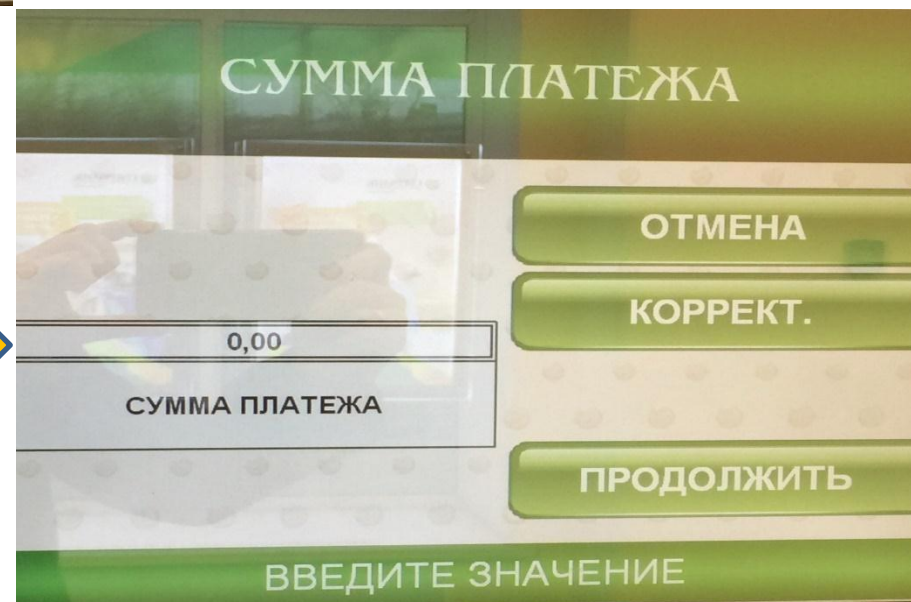 СУММА ПЛАТЕЖА
ОТМЕНА
КОРРЕКТ.
0,00
СУММА ПЛАТЕЖА
ПРОДОЛЖИТЬ
ВВЕДИТЕ ЗНАЧЕНИЕ